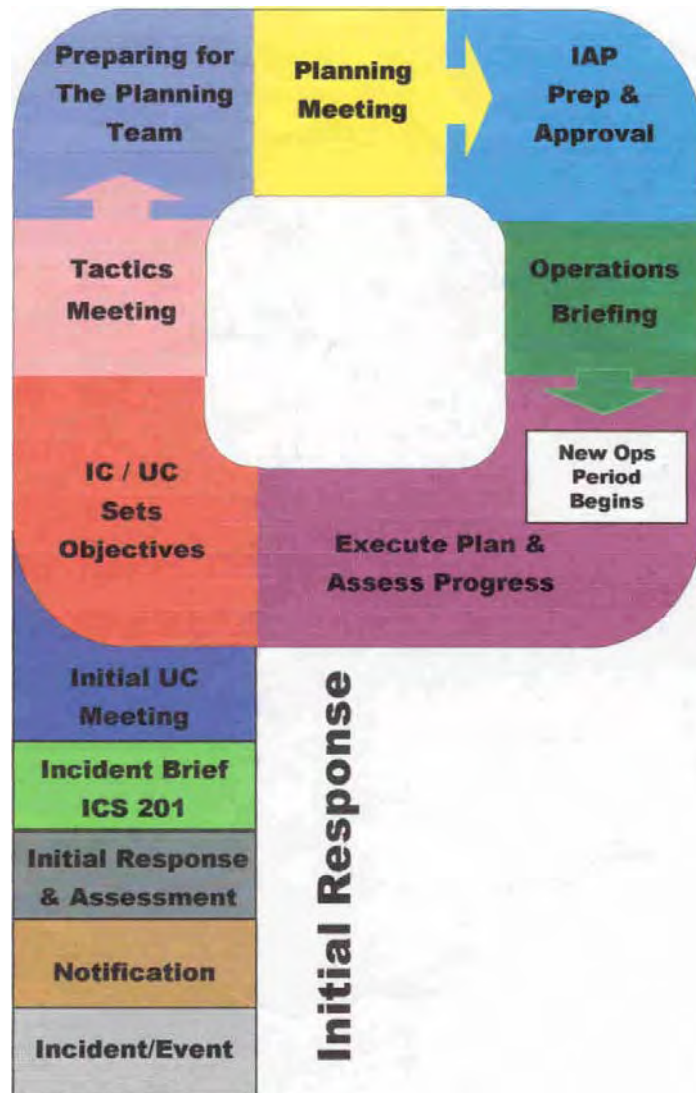 Preparing for
The Planning
Team
Planning
Meeting
IAP
Prep &
Approval
Tactics
Meeting
Operations
Briefing
IC / UC
Sets
Objectives
New Ops
Period
Begins
Execute Plan &
Assess Progress
Initial UC
Meeting
Incident Brief
ICS 201
Initial Response
& Assessment
Notification
Incident/Event
Initial Response